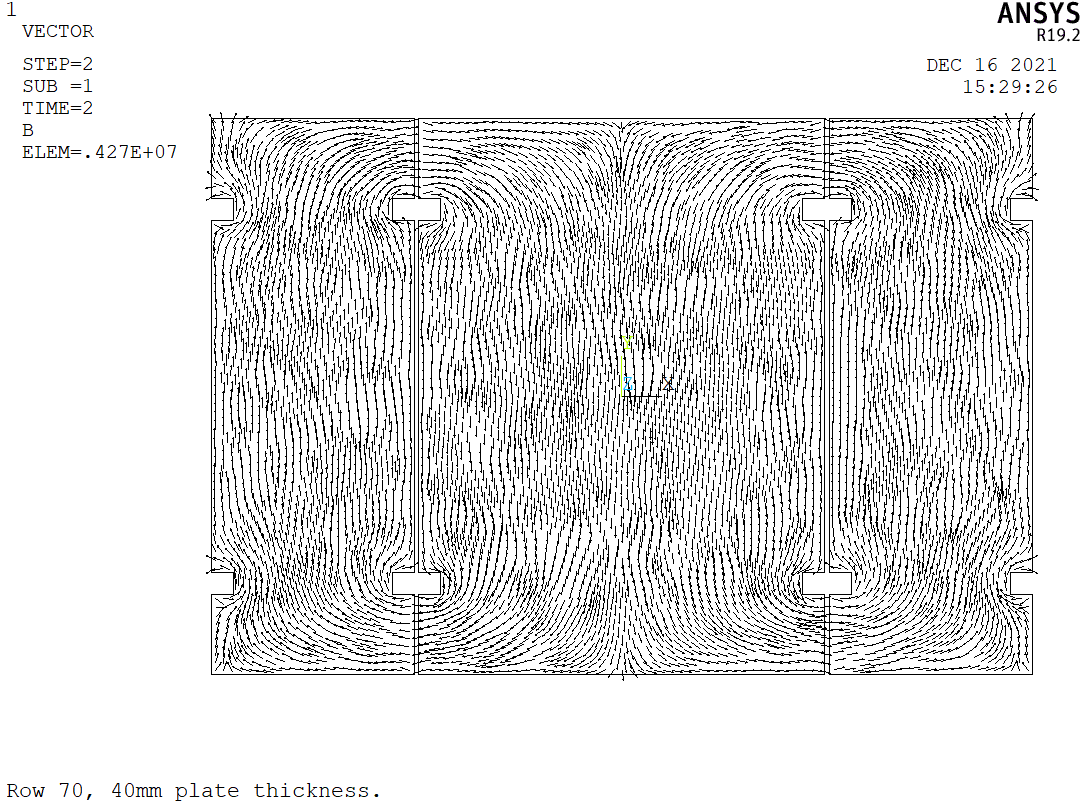 1
VECTOR
STEP=2
SUB =1
TIME=2
B
ELEM=.427E+07
ANSYS
R19.2
DEC 16 2021
15:29:26
Y
Z X
Row 70, 40mm plate thickness.